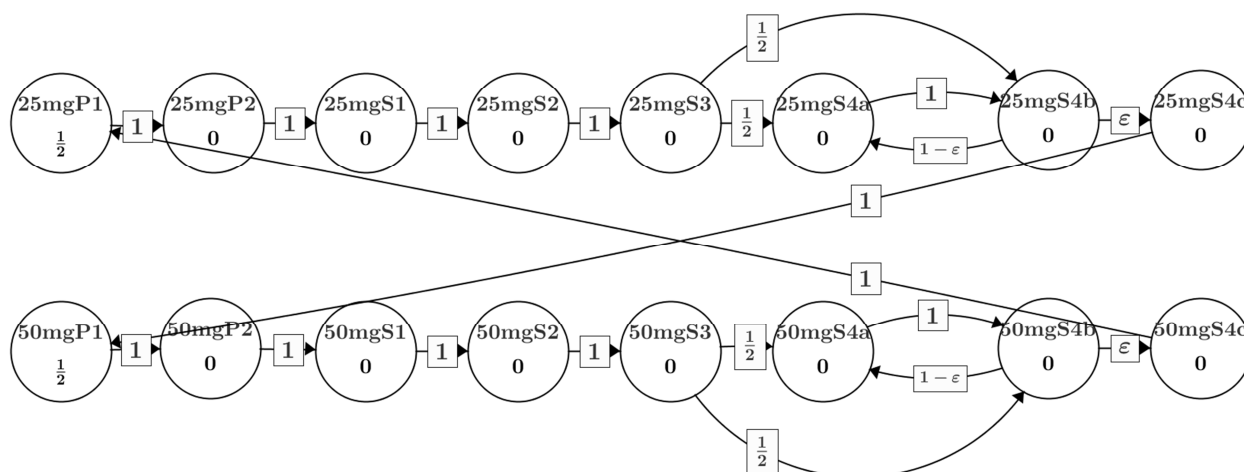 1/2
25mgP1 25mgP2 25mgS1 25mgS2 25mgS3 25mgS4a 25mgS4b 25mgS4c
1 1 1 1 1/2 1 ε
1/2 0 0 0 0 0 0 0
1 − ε
1
1
50mgP1 50mgP2 50mgS1 50mgS2 50mgS3 50mgS4a 50mgS4b 50mgS4c
1 1 1 1 1/2 1 ε
1/2 0 0 0 0 0 0 0
1 − ε
1/2